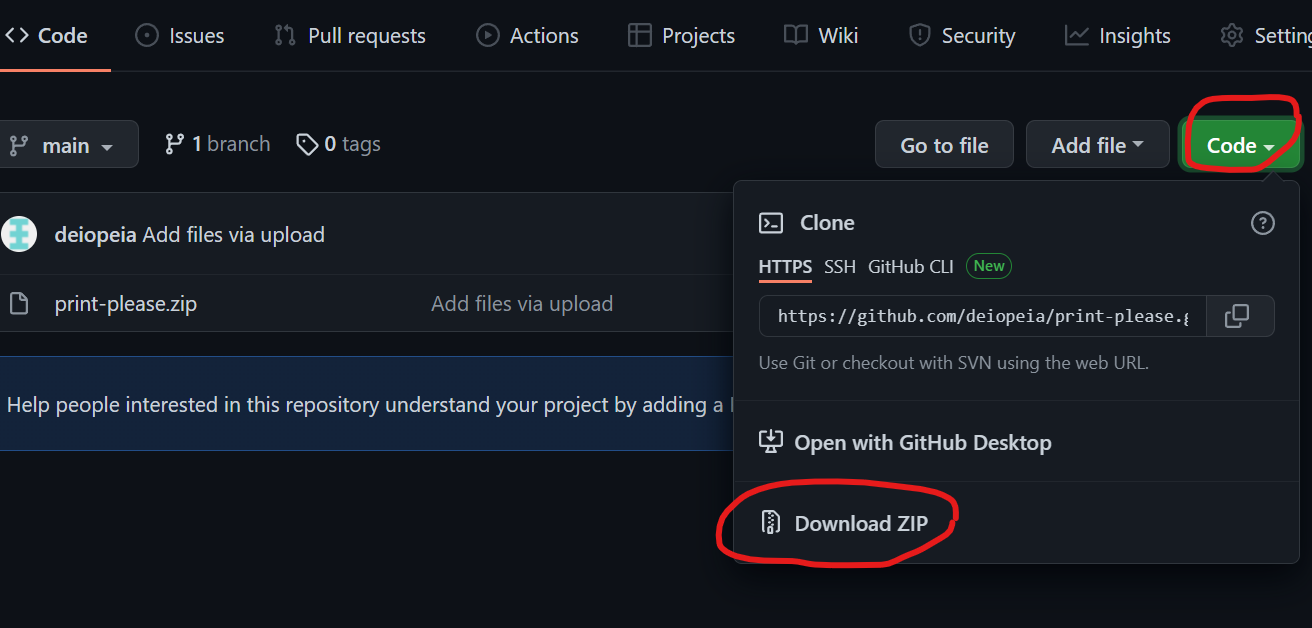 Code Issues Pull requests Actions Projects Wiki Security Insights Setting
main 1 branch 0 tags Go to file Add file Code
deiopeia Add files via upload
print-please.zip Add files via upload
Help people interested in this repository understand your project by adding a
Clone
HTTPS SSH GitHub CLI New
https://github.com/deiopeia/print-please.g
Use Git or checkout with SVN using the web URL.
Open with GitHub Desktop
Download ZIP